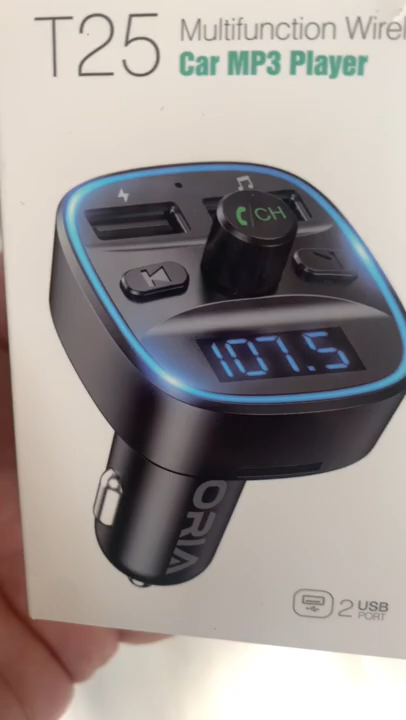 T25
Multifunction Wirel
Car MP3 Player
/CH
107.5
ORIA
2 USB
PORT